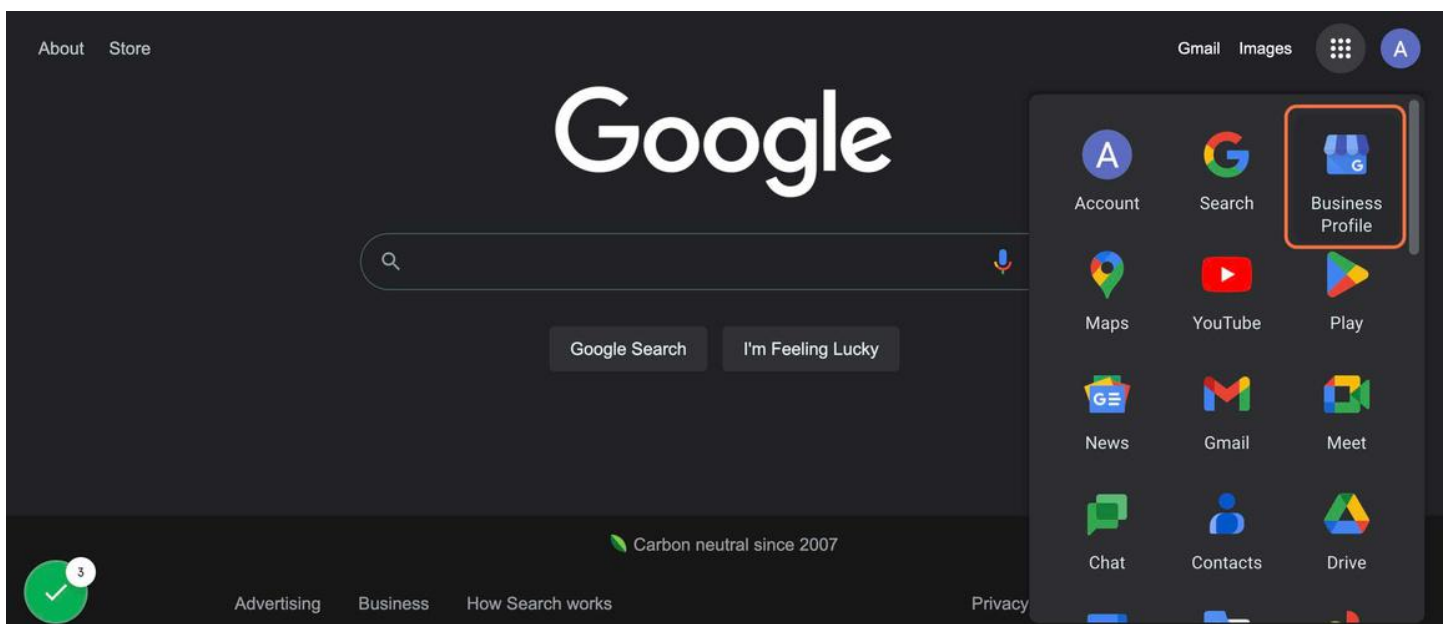 About Store
Gmail Images
A
Google
A
G
G
Account Search Business
Profile
Maps YouTube Play
Google Search I'm Feeling Lucky
G
News Gmail Meet
Carbon neutral since 2007
Chat Contacts Drive
3
Advertising Business How Search works
Privacy